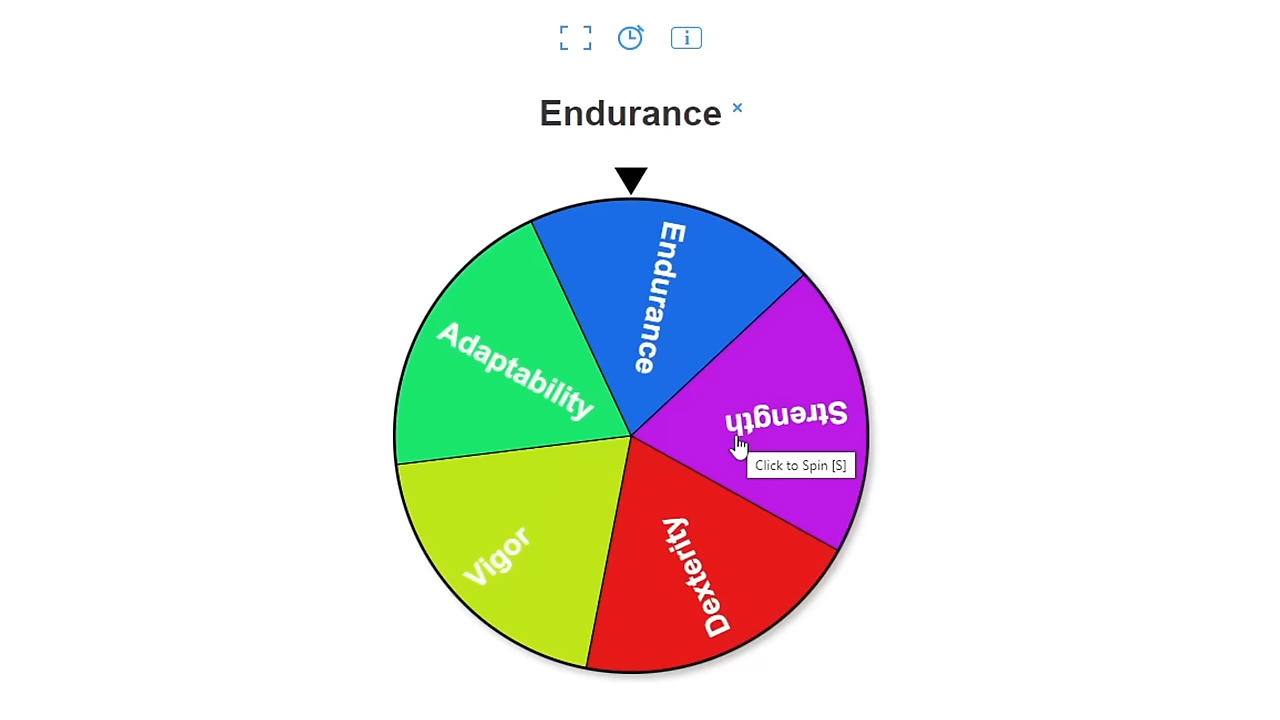 i
Endurance ×
Endurance
Strength
Click to Spin [S]
Adaptability
Vigor
Dexterity